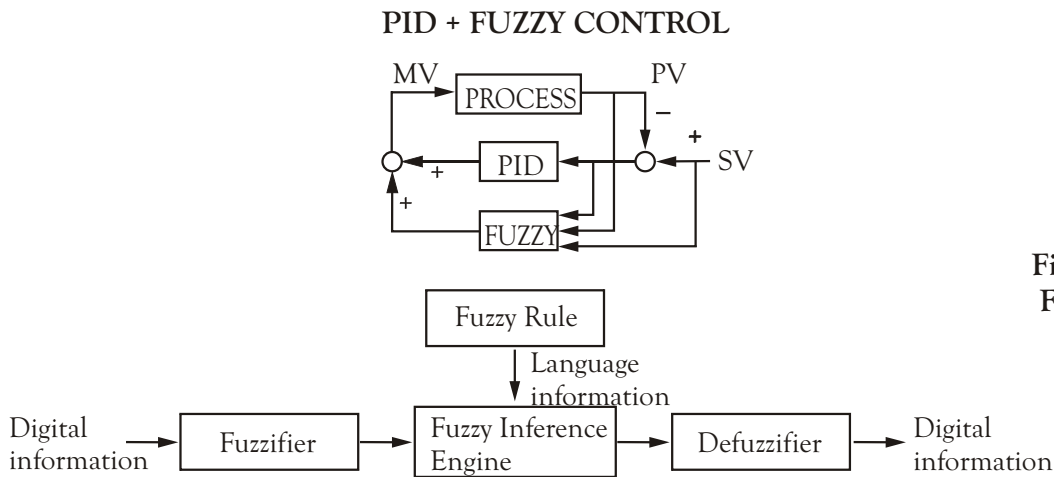 PID + FUZZY CONTROL
MV
PV
PROCESS
−
+
SV
PID
+
+
FUZZY
Fi
F
Fuzzy Rule
Language
information
Digital
information
Fuzzifier
Fuzzy Inference
Engine
Defuzzifier
Digital
information